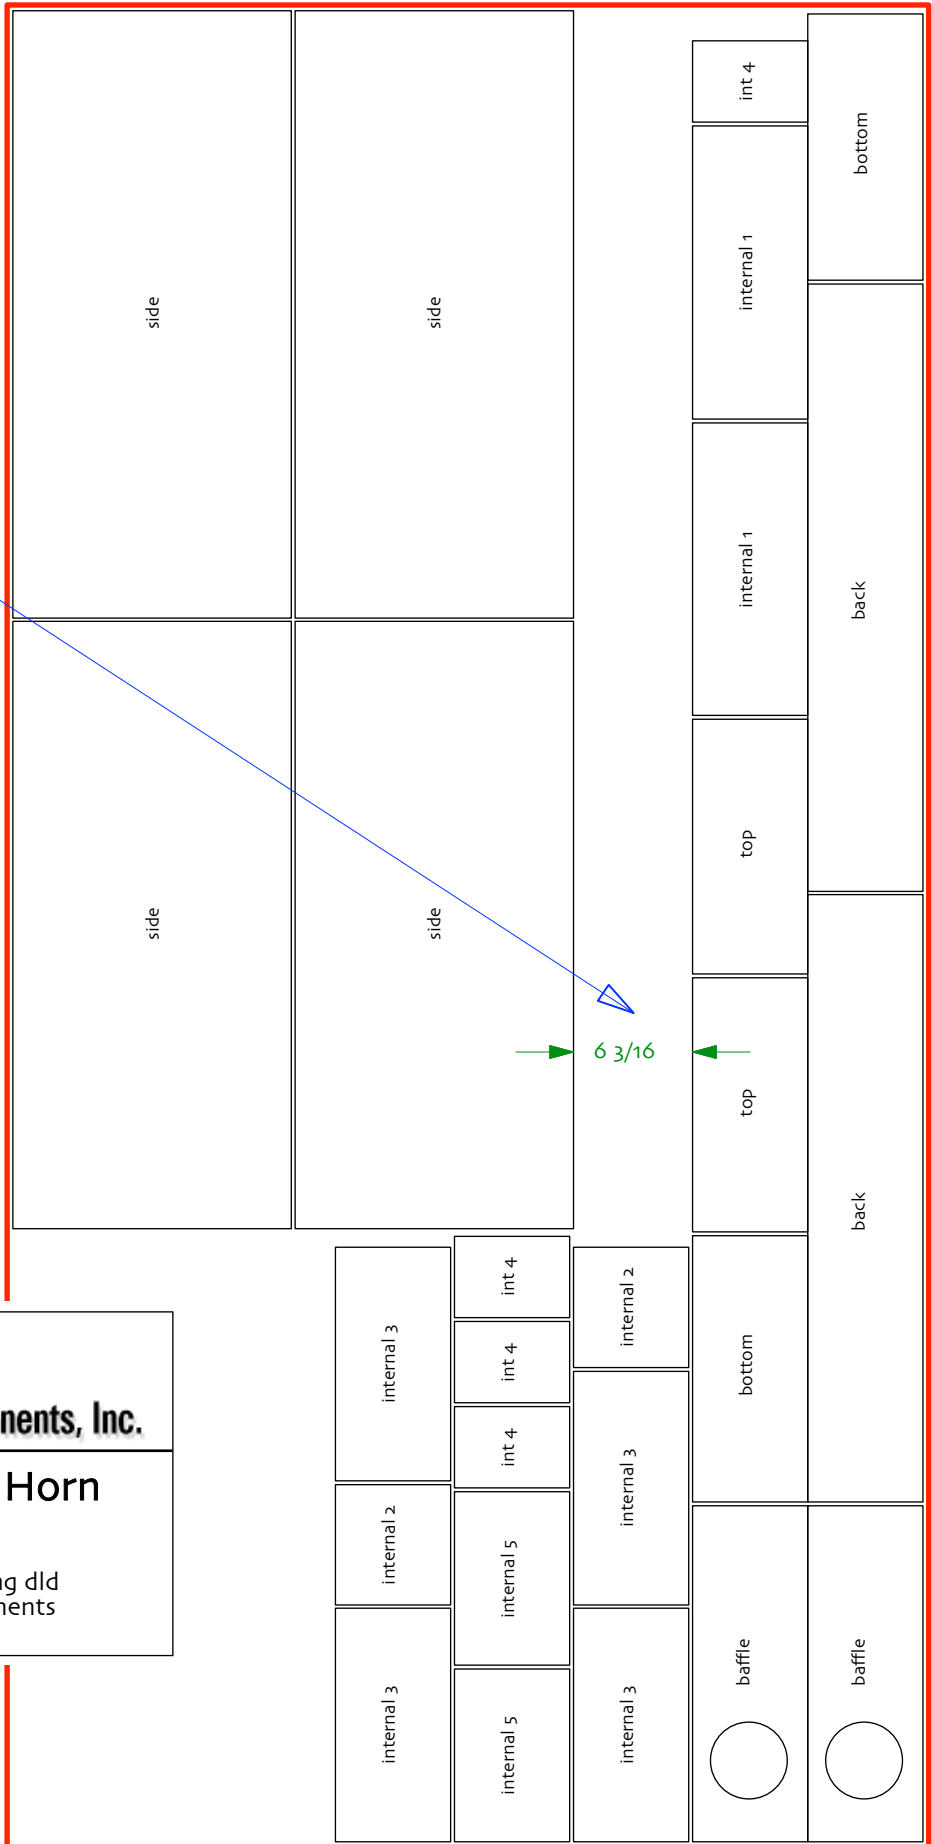 int 4
bottom
internal 1
side
side
internal 1
back
top
side
side
6 3/16
top
back
int 4
internal 2
internal 3
int 4
bottom
nents, Inc.
int 4
internal 3
Horn
internal 2
internal 5
g dld
nents
baffle
baffle
internal 3
internal 5
internal 3